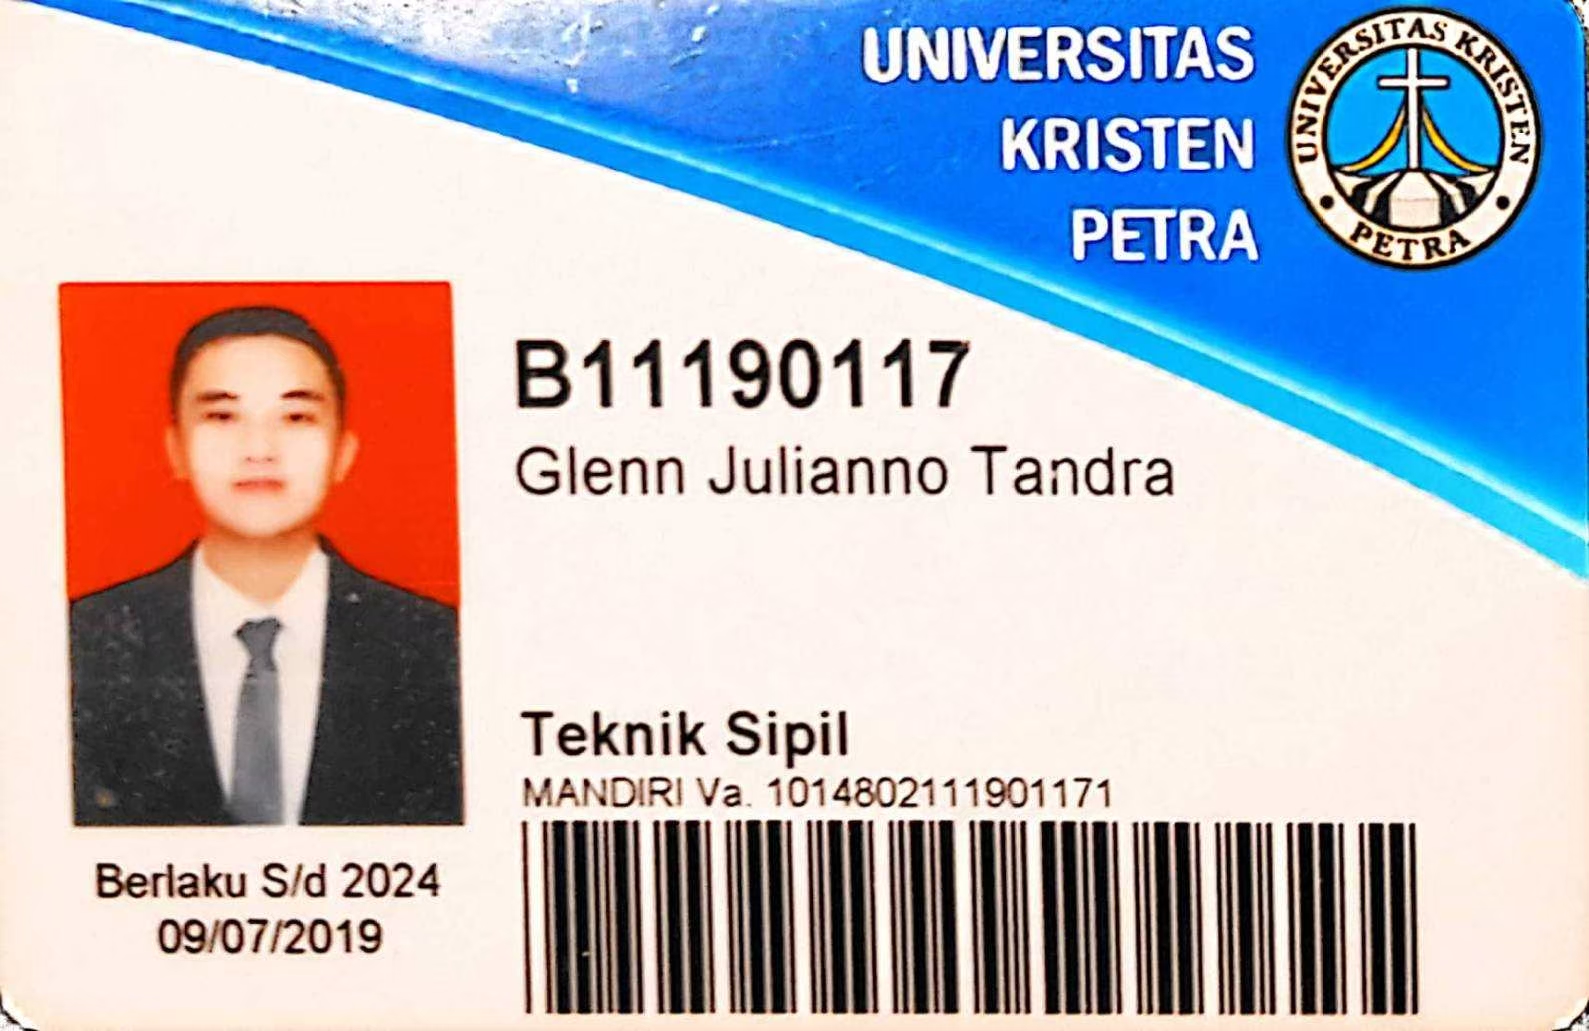 UNIVERSITAS
KRISTEN
PETRA
UNIVERSITAS KRISTEN
PETRA
B11190117
Glenn Julianno Tandra
Teknik Sipil
MANDIRI Va. 1014802111901171
Berlaku S/d 2024
09/07/2019